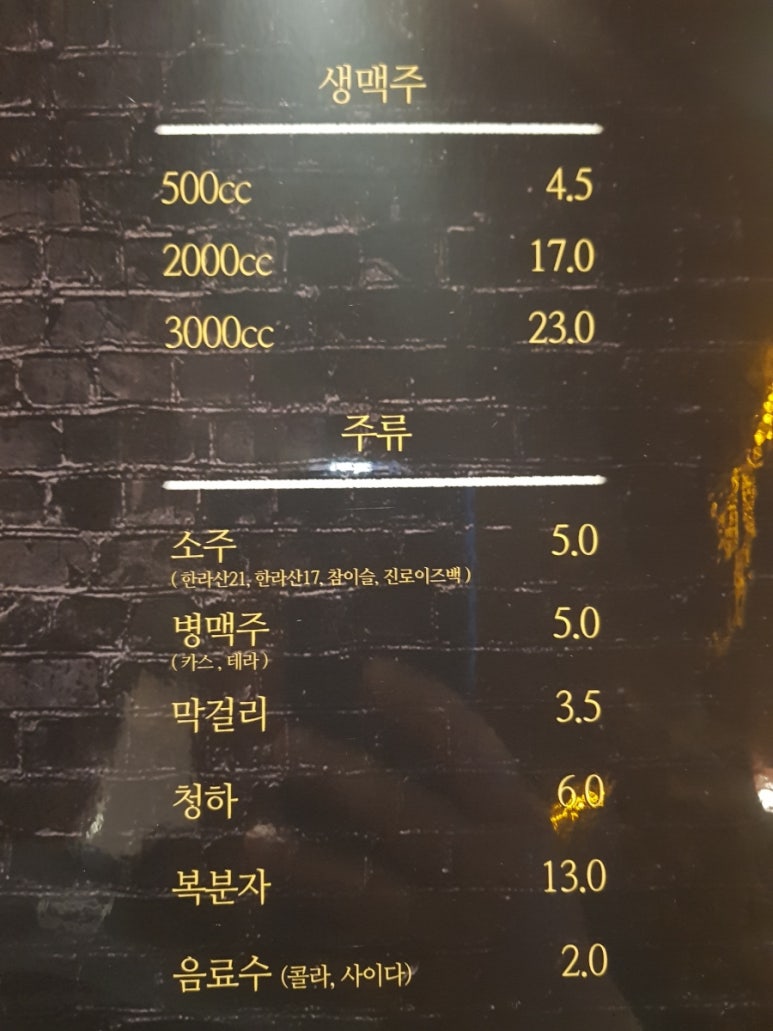 생맥주
500cc 4.5
2000cc 17.0
3000cc 23.0
주류
소주 5.0
(한라산21, 한라산17, 참이슬, 진로이즈백)
병맥주 5.0
(카스, 테라)
막걸리 3.5
청하 6.0
복분자 13.0
음료수 (콜라, 사이다) 2.0